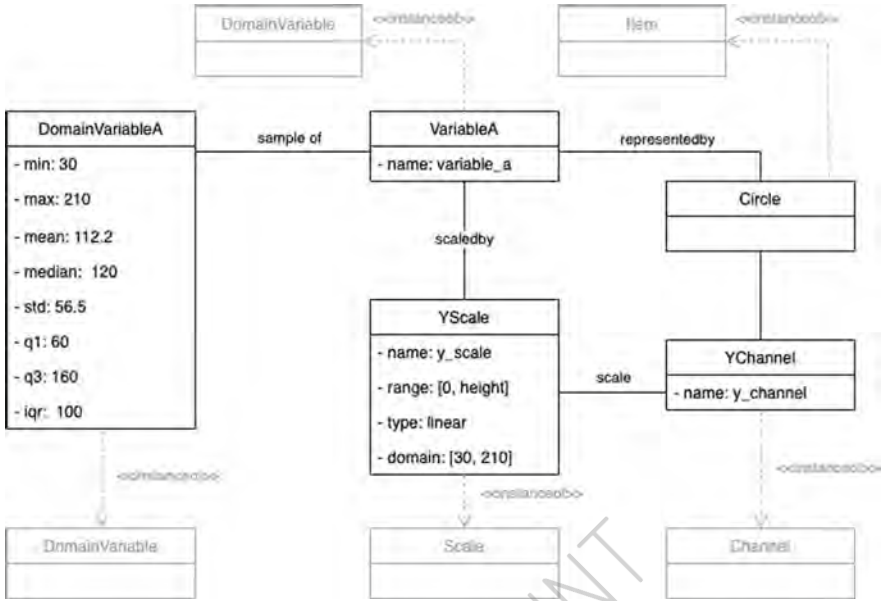 DomainVariable
<<instanceof>>
Item
<<instanceof>>
DomainVariableA
- min: 30
- max: 210
- mean: 112.2
- median: 120
- std: 56.5
- q1: 60
- q3: 160
- iqr: 100
sample of
VariableA
- name: variable_a
representedby
Circle
scaledby
YScale
- name: y_scale
- range: [0, height]
- type: linear
- domain: [30, 210]
scale
YChannel
- name: y_channel
<<instanceof>>
<<instanceof>>
<<instanceof>>
DomainVariable
Scale
Channel